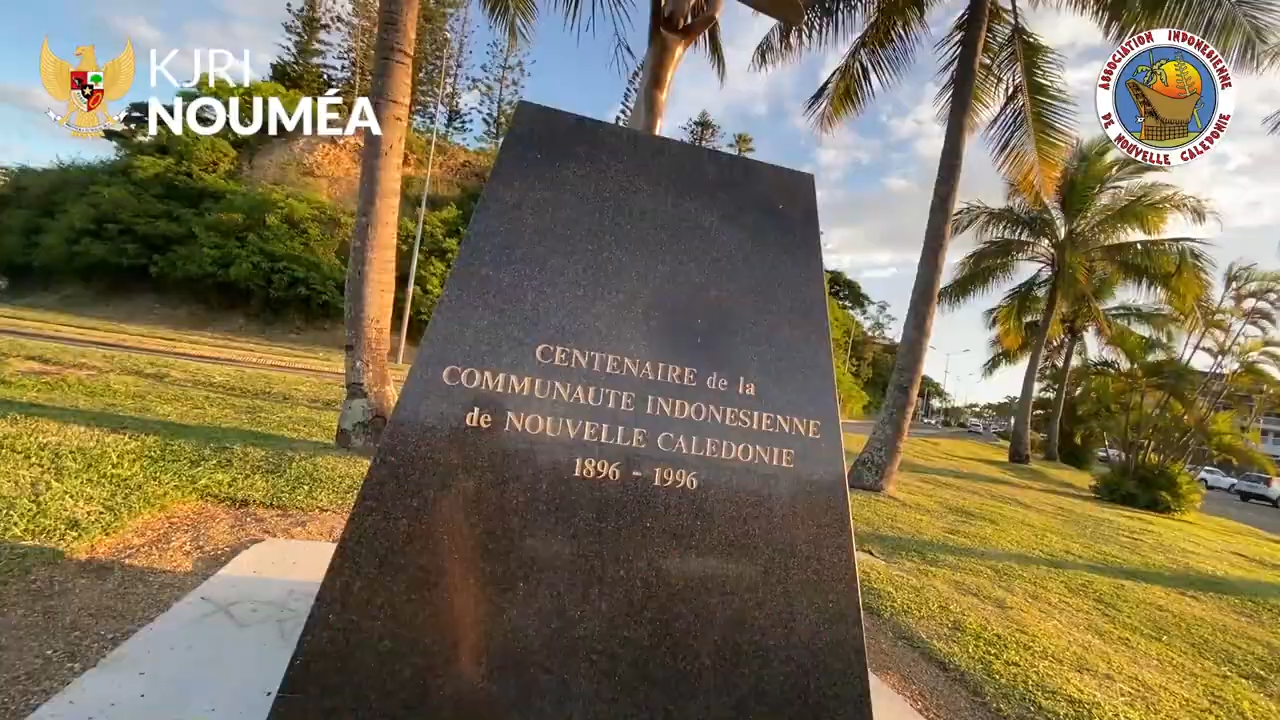 KJRI
NOUMÉA
ASSOCIATION INDONESIENNE
DE NOUVELLE CALEDONIE
CENTENAIRE de la
COMMUNAUTE INDONESIENNE
de NOUVELLE CALEDONIE
1896 - 1996